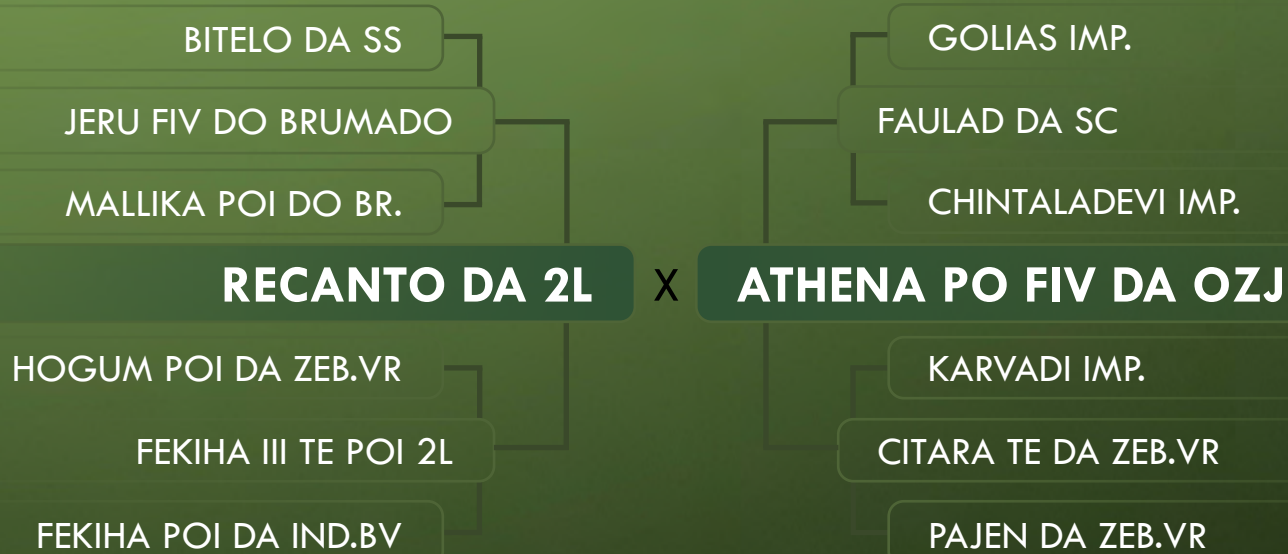 BITELO DA SS
JERU FIV DO BRUMADO
MALLIKA POI DO BR.
RECANTO DA 2L
HOGUM POI DA ZEB.VR
FEKIHA III TE POI 2L
FEKIHA POI DA IND.BV
X
GOLIAS IMP.
FAULAD DA SC
CHINTALADEVI IMP.
ATHENA PO FIV DA OZJ
KARVADI IMP.
CITARA TE DA ZEB.VR
PAJEN DA ZEB.VR